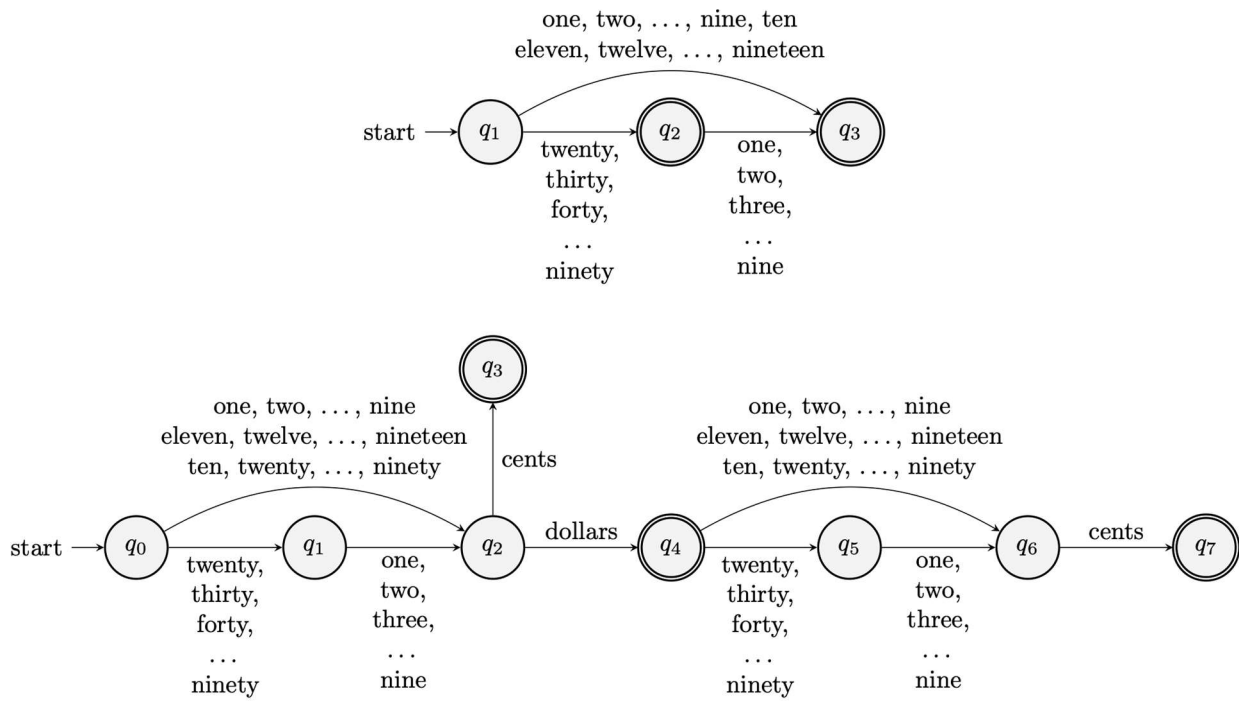 one, two, ..., nine, ten
eleven, twelve, ..., nineteen
start
q1
q2
q3
twenty,
thirty,
forty,
...
ninety
one,
two,
three,
...
nine
q3
one, two, ..., nine
eleven, twelve, ..., nineteen
ten, twenty, ..., ninety
cents
one, two, ..., nine
eleven, twelve, ..., nineteen
ten, twenty, ..., ninety
start
q0
q1
q2
dollars
q4
q5
q6
cents
q7
twenty,
thirty,
forty,
...
ninety
one,
two,
three,
...
nine
twenty,
thirty,
forty,
...
ninety
one,
two,
three,
...
nine